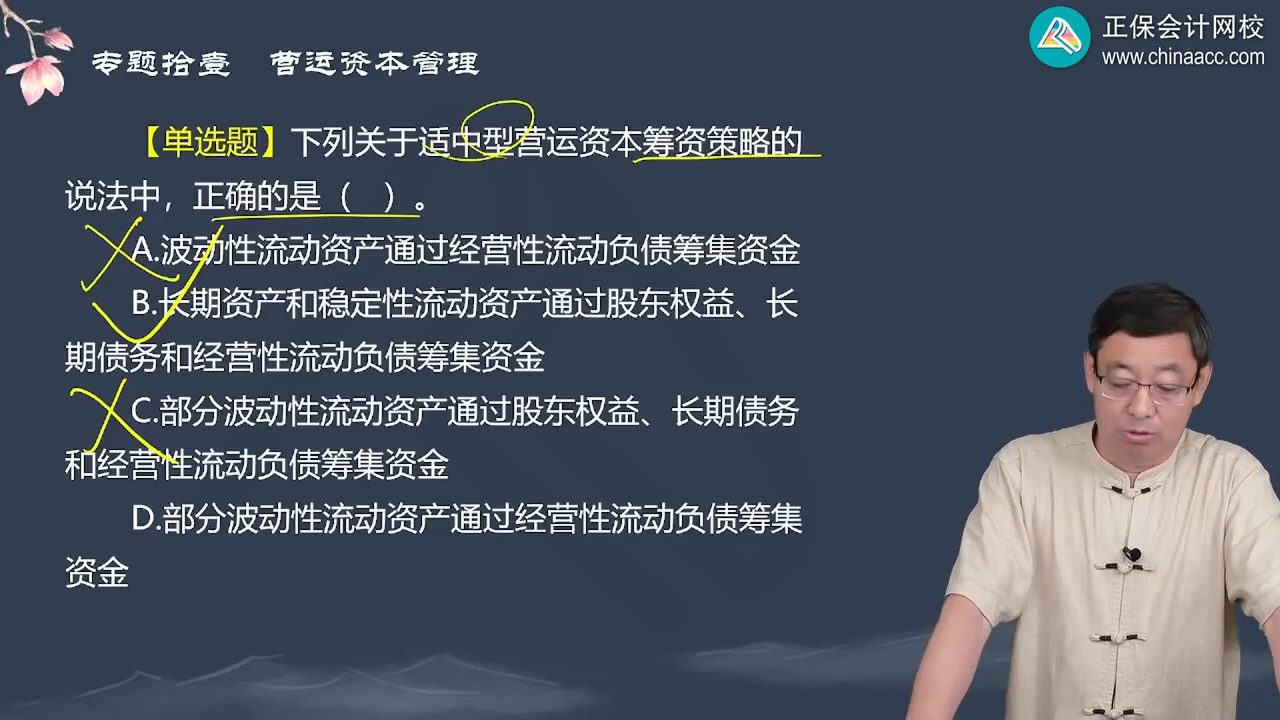 正保会计网校
www.chinaacc.com
专题拾壹 营运资本管理
【单选题】下列关于适中型营运资本筹资策略的
说法中，正确的是（ ）。
A.波动性流动资产通过经营性流动负债筹集资金
B.长期资产和稳定性流动资产通过股东权益、长
期债务和经营性流动负债筹集资金
C.部分波动性流动资产通过股东权益、长期债务
和经营性流动负债筹集资金
D.部分波动性流动资产通过经营性流动负债筹集
资金